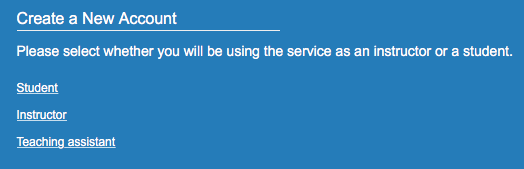 Create a New Account
Please select whether you will be using the service as an instructor or a student.
Student
Instructor
Teaching assistant